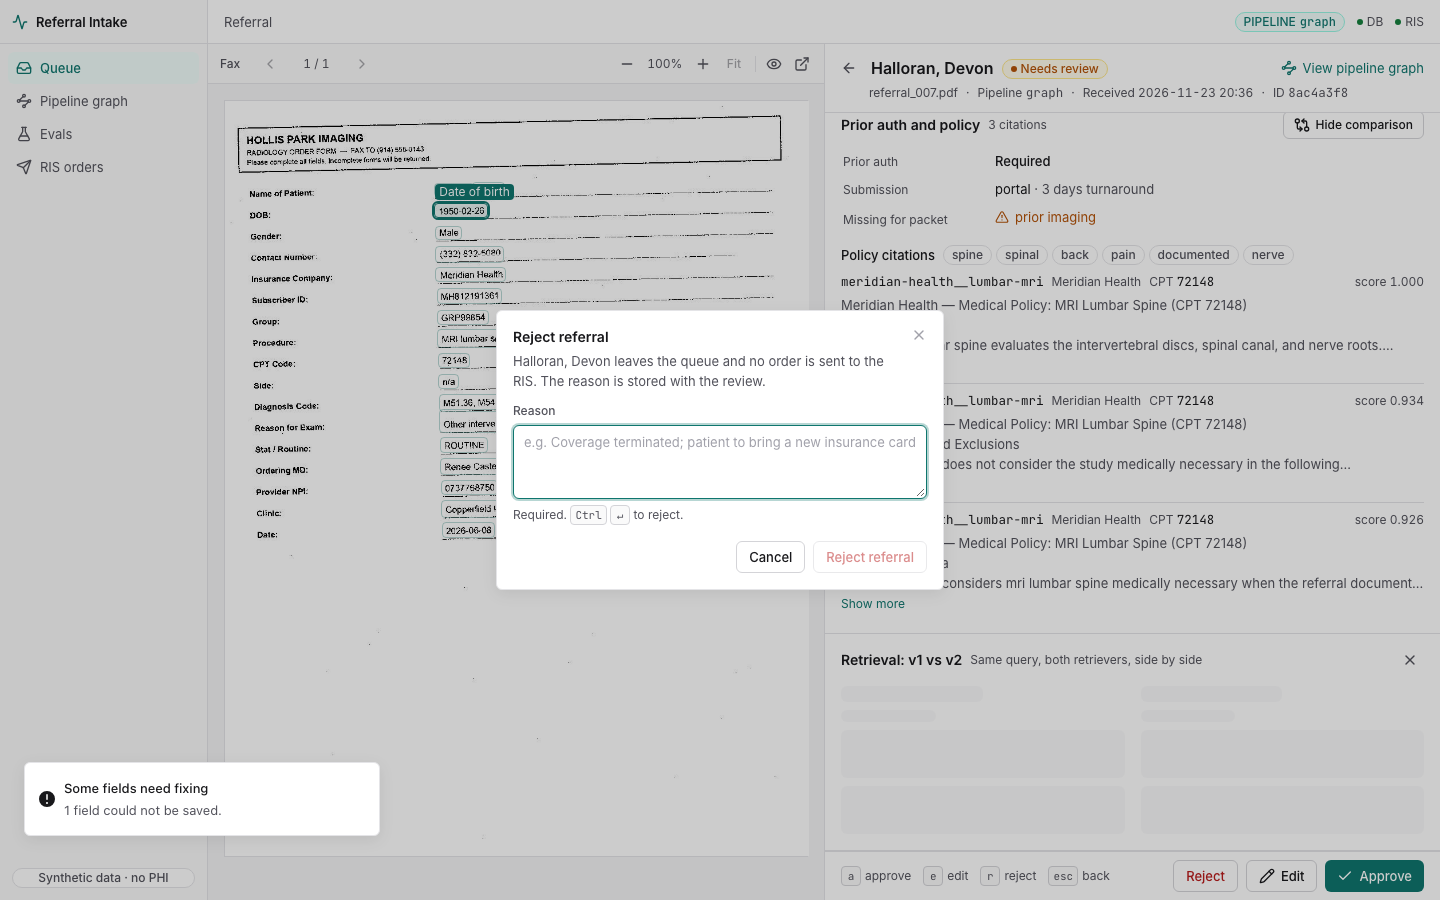 Referral Intake
Referral
PIPELINE graph
DB
RIS
Queue
Pipeline graph
Evals
RIS orders
Synthetic data · no PHI
Fax
1 / 1
100%
Fit
HOLLIS PARK IMAGING
RADIOLOGY ORDER FORM — FAX TO (914) 555-0143
Please complete all fields. Incomplete forms will be returned.
Name of Patient:
Date of birth
DOB: 1950-02-26
Gender: Male
Contact Number: (332) 832-5080
Insurance Company: Meridian Health
Subscriber ID: MH812191361
Group: GRP99854
Procedure: MRI lumbar s
CPT Code: 72148
Side: n/a
Diagnosis Code: M51.36, M54
Reason for Exam: Other interve
Stat / Routine: ROUTINE
Ordering MD: Renee Caste
Provider NPI: 0737768750
Clinic: Copperfield
Date: 2026-06-08
Halloran, Devon
Needs review
View pipeline graph
referral_007.pdf · Pipeline graph · Received 2026-11-23 20:36 · ID 8ac4a3f8
Prior auth and policy 3 citations
Hide comparison
Prior auth Required
Submission portal · 3 days turnaround
Missing for packet prior imaging
Policy citations spine spinal back pain documented nerve
meridian-health__lumbar-mri Meridian Health CPT 72148 score 1.000
Meridian Health — Medical Policy: MRI Lumbar Spine (CPT 72148)
r spine evaluates the intervertebral discs, spinal canal, and nerve roots....
th__lumbar-mri Meridian Health CPT 72148 score 0.934
— Medical Policy: MRI Lumbar Spine (CPT 72148)
d Exclusions
does not consider the study medically necessary in the following...
th__lumbar-mri Meridian Health CPT 72148 score 0.926
— Medical Policy: MRI Lumbar Spine (CPT 72148)
a
considers mri lumbar spine medically necessary when the referral document...
Show more
Retrieval: v1 vs v2 Same query, both retrievers, side by side
Reject referral
Halloran, Devon leaves the queue and no order is sent to the
RIS. The reason is stored with the review.
Reason
e.g. Coverage terminated; patient to bring a new insurance card
Required. Ctrl ↵ to reject.
Cancel
Reject referral
Some fields need fixing
1 field could not be saved.
a approve e edit r reject esc back
Reject
Edit
Approve